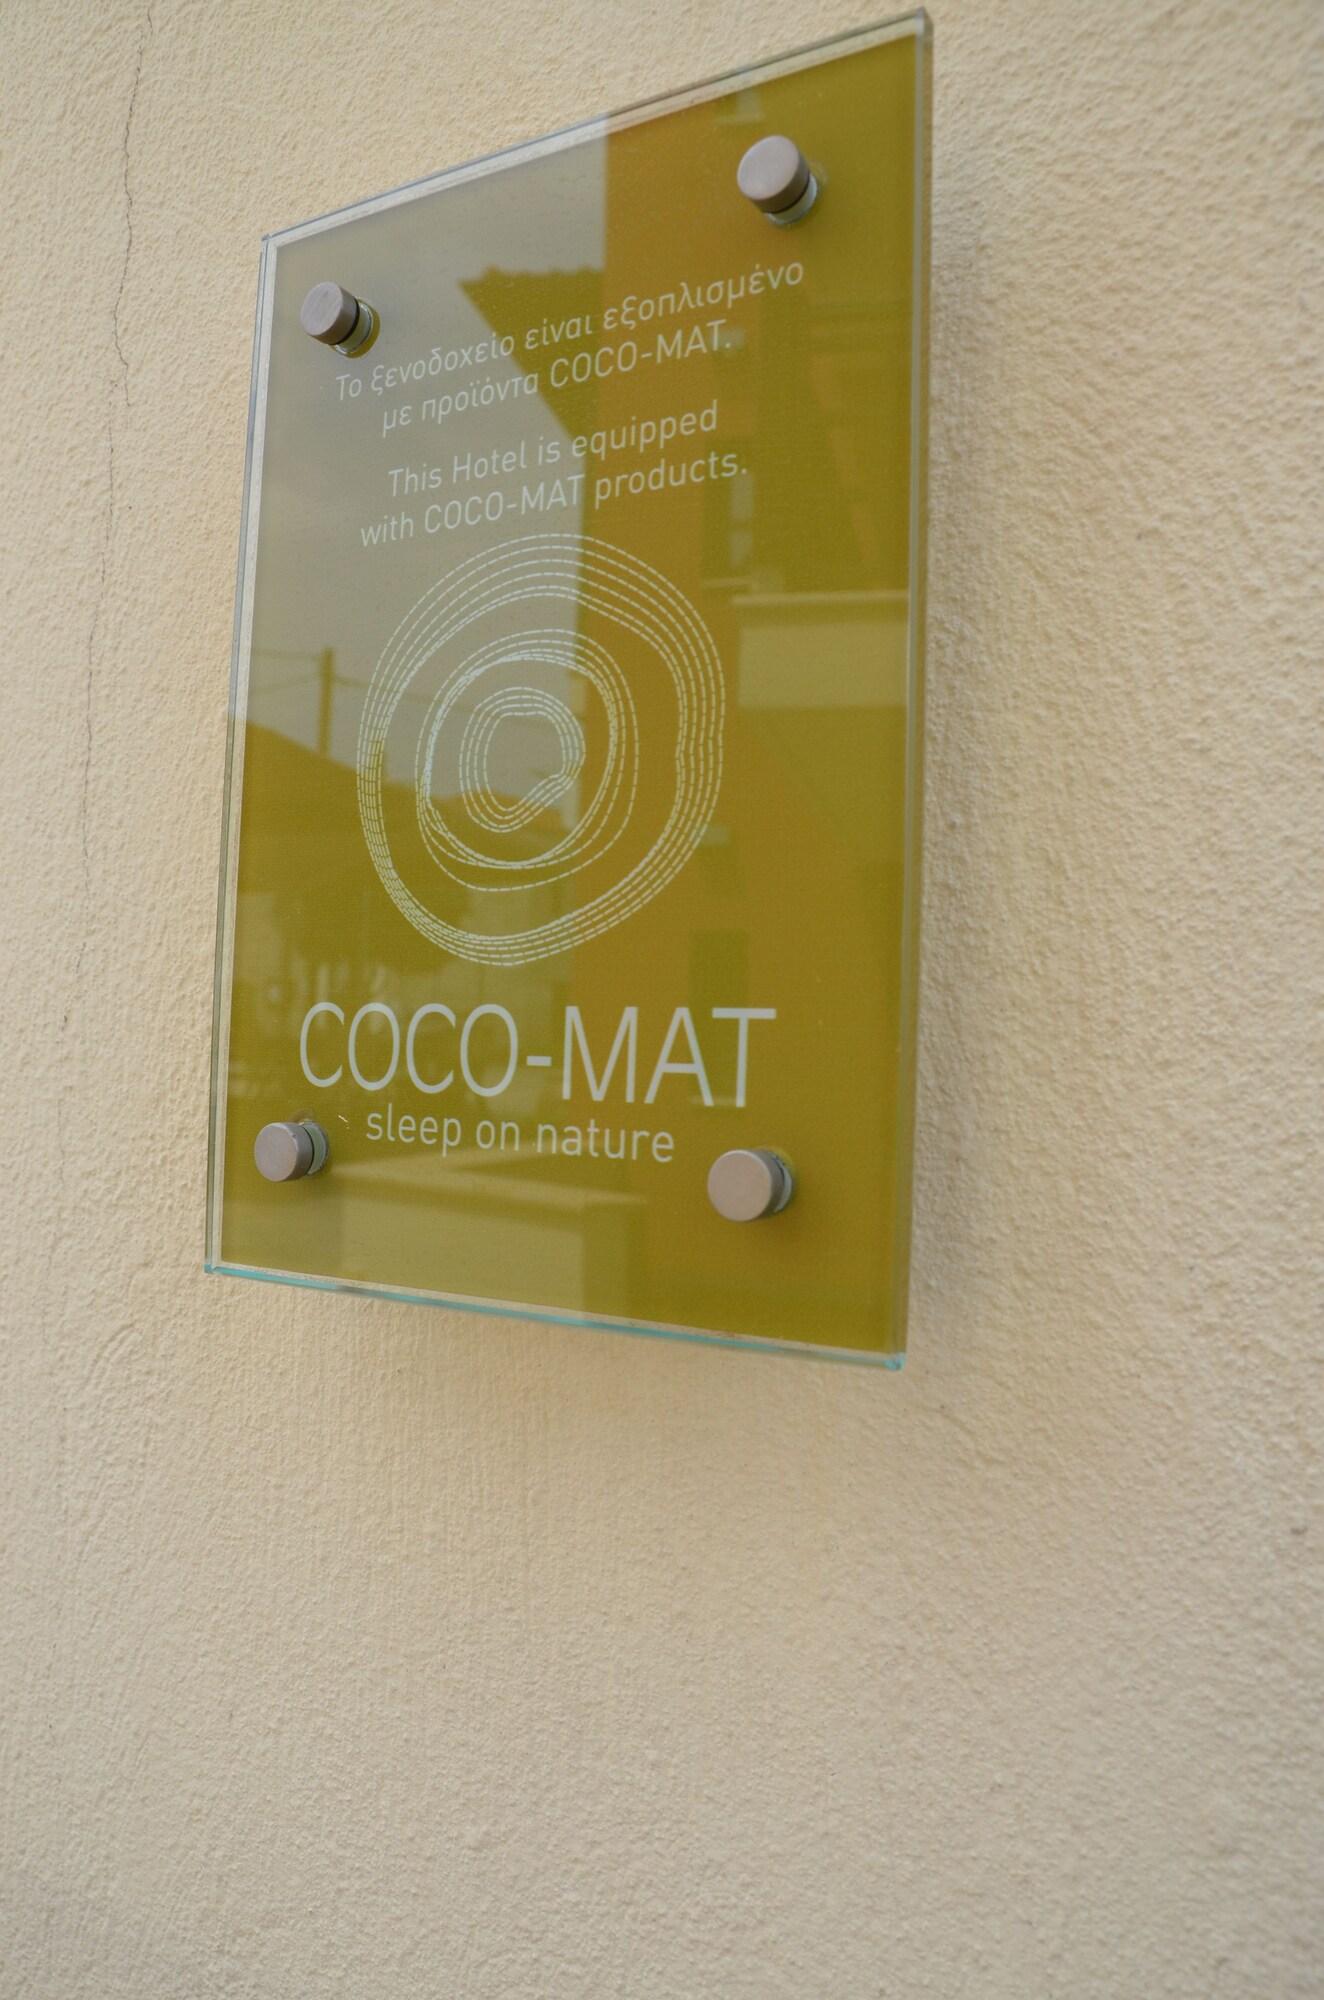 Το ξενοδοχείο είναι εξοπλισμένο
με προϊόντα COCO-MAT.
This Hotel is equipped
with COCO-MAT products.
COCO-MAT
sleep on nature